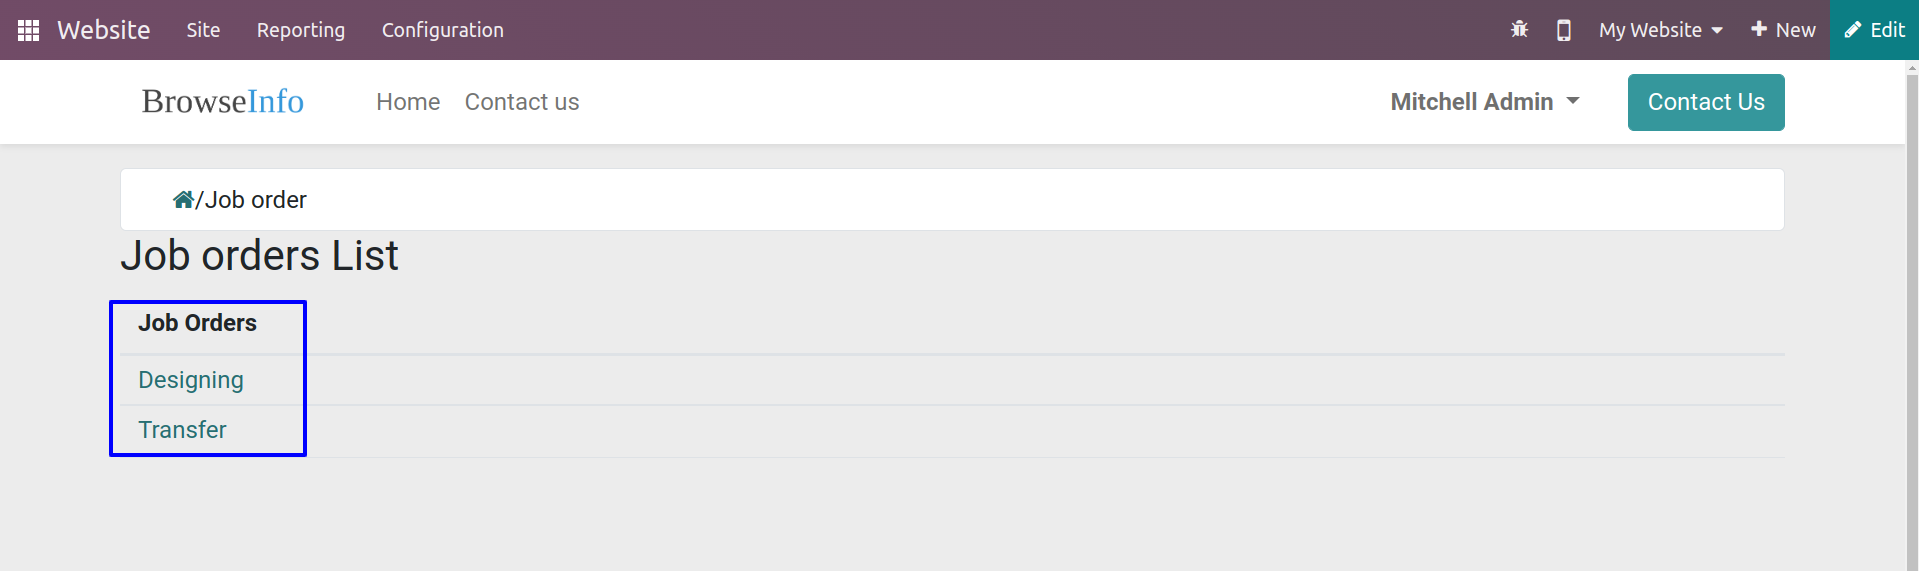 Website Site Reporting Configuration My Website New Edit
BrowseInfo Home Contact us Mitchell Admin Contact Us
/Job order
Job orders List
Job Orders
Designing
Transfer